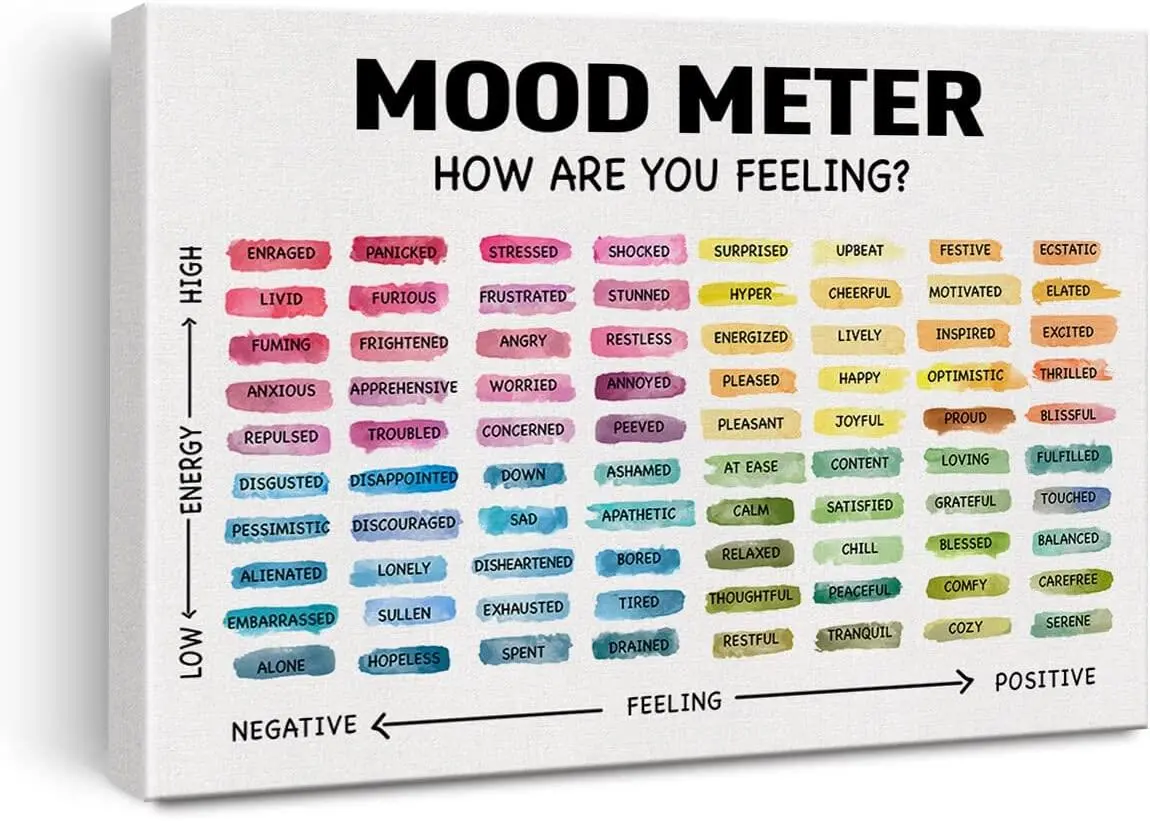 MOOD METER
HOW ARE YOU FEELING?
HIGH
ENERGY
LOW
ENRAGED PANICKED STRESSED SHOCKED SURPRISED UPBEAT FESTIVE ECSTATIC
LIVID FURIOUS FRUSTRATED STUNNED HYPER CHEERFUL MOTIVATED ELATED
FUMING FRIGHTENED ANGRY RESTLESS ENERGIZED LIVELY INSPIRED EXCITED
ANXIOUS APPREHENSIVE WORRIED ANNOYED PLEASED HAPPY OPTIMISTIC THRILLED
REPULSED TROUBLED CONCERNED PEEVED PLEASANT JOYFUL PROUD BLISSFUL
DISGUSTED DISAPPOINTED DOWN ASHAMED AT EASE CONTENT LOVING FULFILLED
PESSIMISTIC DISCOURAGED SAD APATHETIC CALM SATISFIED GRATEFUL TOUCHED
ALIENATED LONELY DISHEARTENED BORED RELAXED CHILL BLESSED BALANCED
EMBARRASSED SULLEN EXHAUSTED TIRED THOUGHTFUL PEACEFUL COMFY CAREFREE
ALONE HOPELESS SPENT DRAINED RESTFUL TRANQUIL COZY SERENE
NEGATIVE FEELING POSITIVE